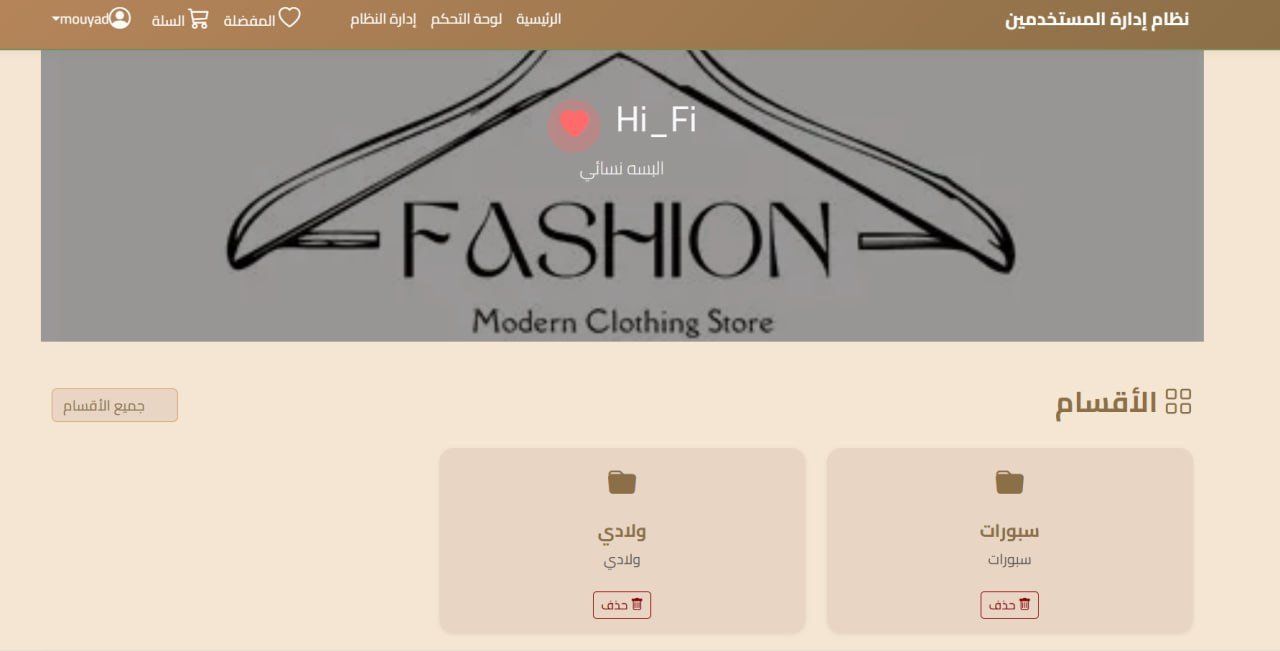 نظام إدارة المستخدمين
الرئيسية لوحة التحكم إدارة النظام المفضلة السلة mouyad
Hi_Fi
البسه نسائي
FASHION
Modern Clothing Store
الأقسام
جميع الأقسام
سبورات
سبورات
حذف
ولادي
ولادي
حذف